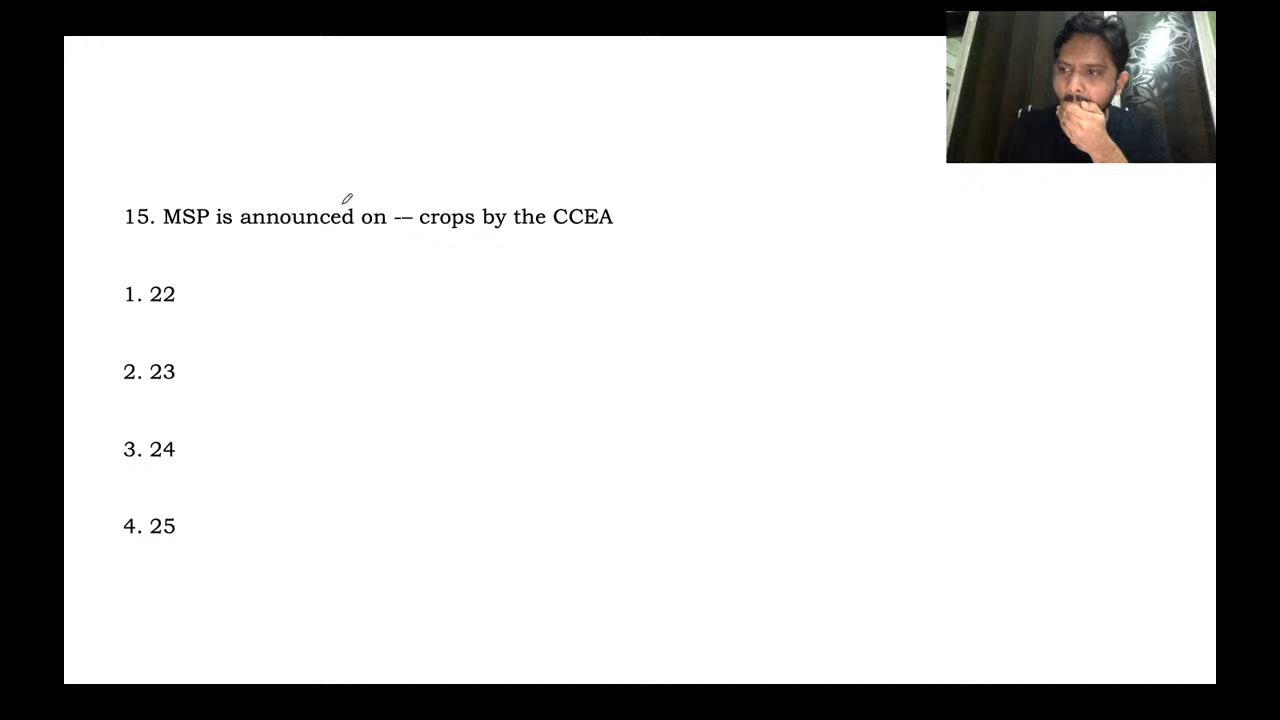 15. MSP is announced on -– crops by the CCEA
1. 22
2. 23
3. 24
4. 25